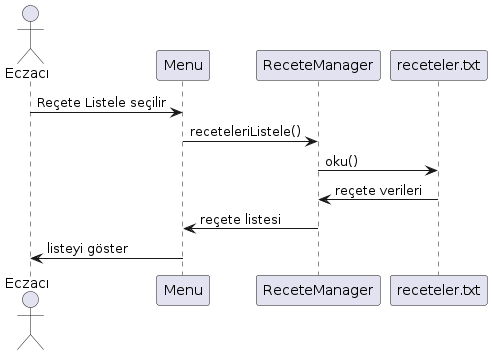 Eczacı
Menu
ReceteManager
receteler.txt
Reçete Listele seçilir
receteleriListele()
oku()
reçete verileri
reçete listesi
listeyi göster
Eczacı
Menu
ReceteManager
receteler.txt